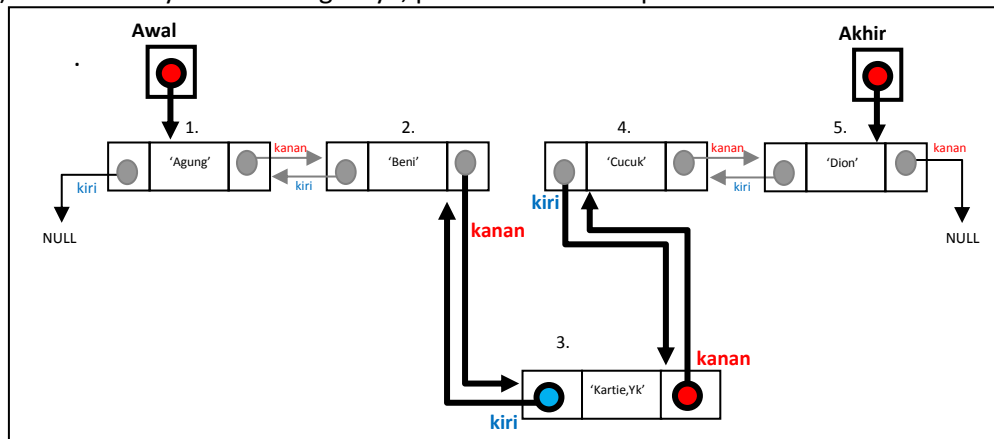 Awal
Akhir
.
1.
2.
4.
5.
'Agung'
kanan
kiri
'Beni'
'Cucuk'
kanan
kiri
'Dion'
kanan
kiri
NULL
kanan
kiri
NULL
3.
kanan
'Kartie,Yk'
kiri